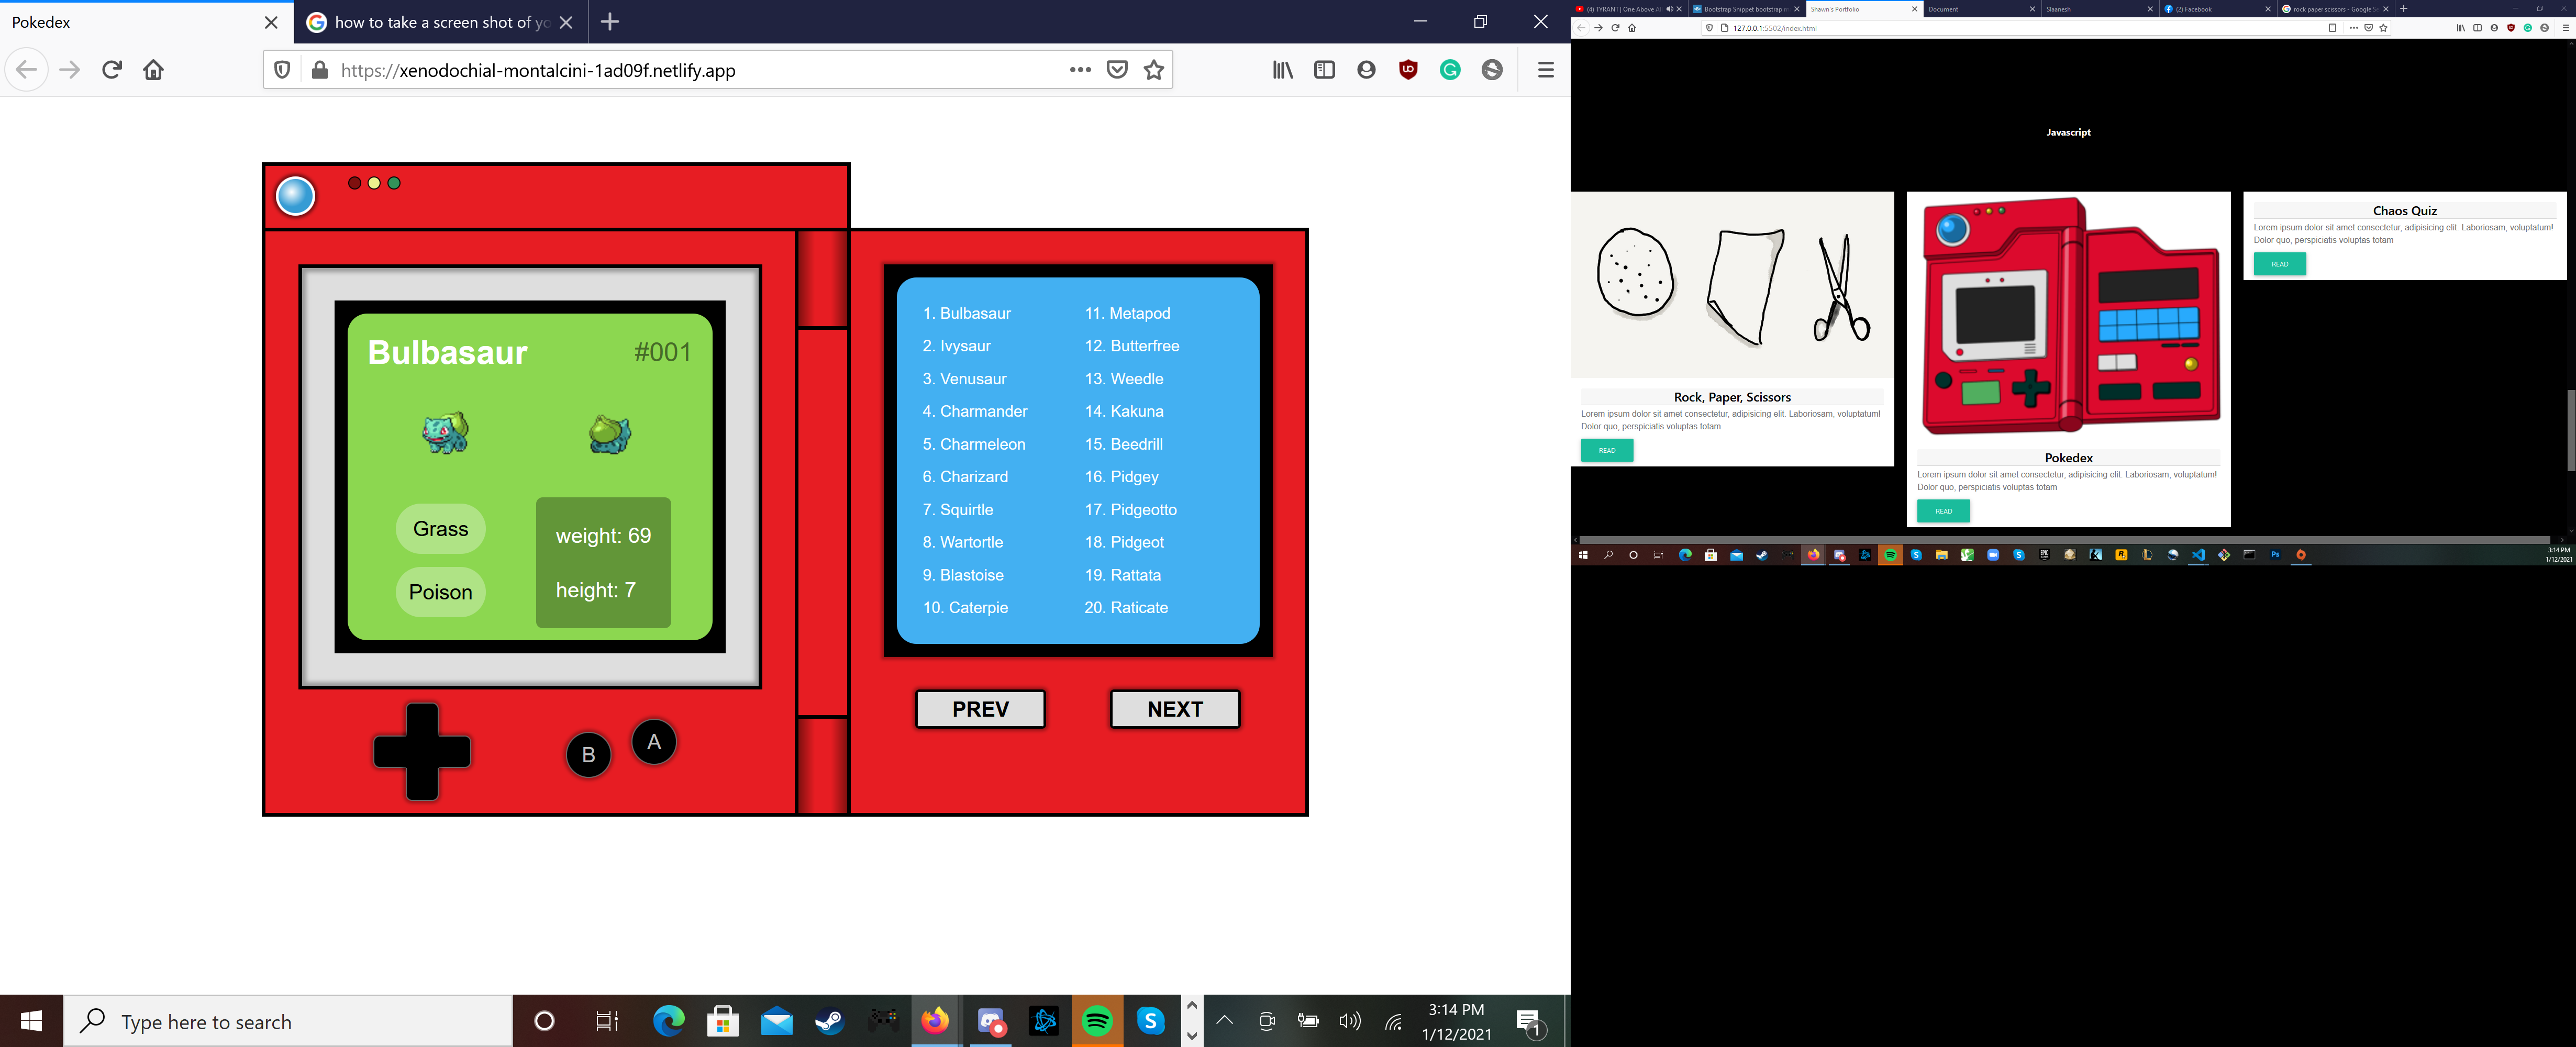 Pokedex
how to take a screen shot of yo
https://xenodochial-montalcini-1ad09f.netlify.app
Bulbasaur
#001
Grass
Poison
weight: 69
height: 7
B
A
1. Bulbasaur
2. Ivysaur
3. Venusaur
4. Charmander
5. Charmeleon
6. Charizard
7. Squirtle
8. Wartortle
9. Blastoise
10. Caterpie
11. Metapod
12. Butterfree
13. Weedle
14. Kakuna
15. Beedrill
16. Pidgey
17. Pidgeotto
18. Pidgeot
19. Rattata
20. Raticate
PREV
NEXT
Type here to search
3:14 PM
1/12/2021
1
(4) TYRANT | One Above Al
Bootstrap Snippet bootstrap
Shawn's Portfolio
Document
Slaanesh
(2) Facebook
rock paper scissors - Google Se
127.0.0.1:5502/index.html
Javascript
Rock, Paper, Scissors
Lorem ipsum dolor sit amet consectetur, adipisicing elit. Laboriosam, voluptatum!
Dolor quo, perspiciatis voluptas totam
READ
Pokedex
Lorem ipsum dolor sit amet consectetur, adipisicing elit. Laboriosam, voluptatum!
Dolor quo, perspiciatis voluptas totam
READ
Chaos Quiz
Lorem ipsum dolor sit amet consectetur, adipisicing elit. Laboriosam, voluptatum!
Dolor quo, perspiciatis voluptas totam
READ
3:14 PM
1/12/2021